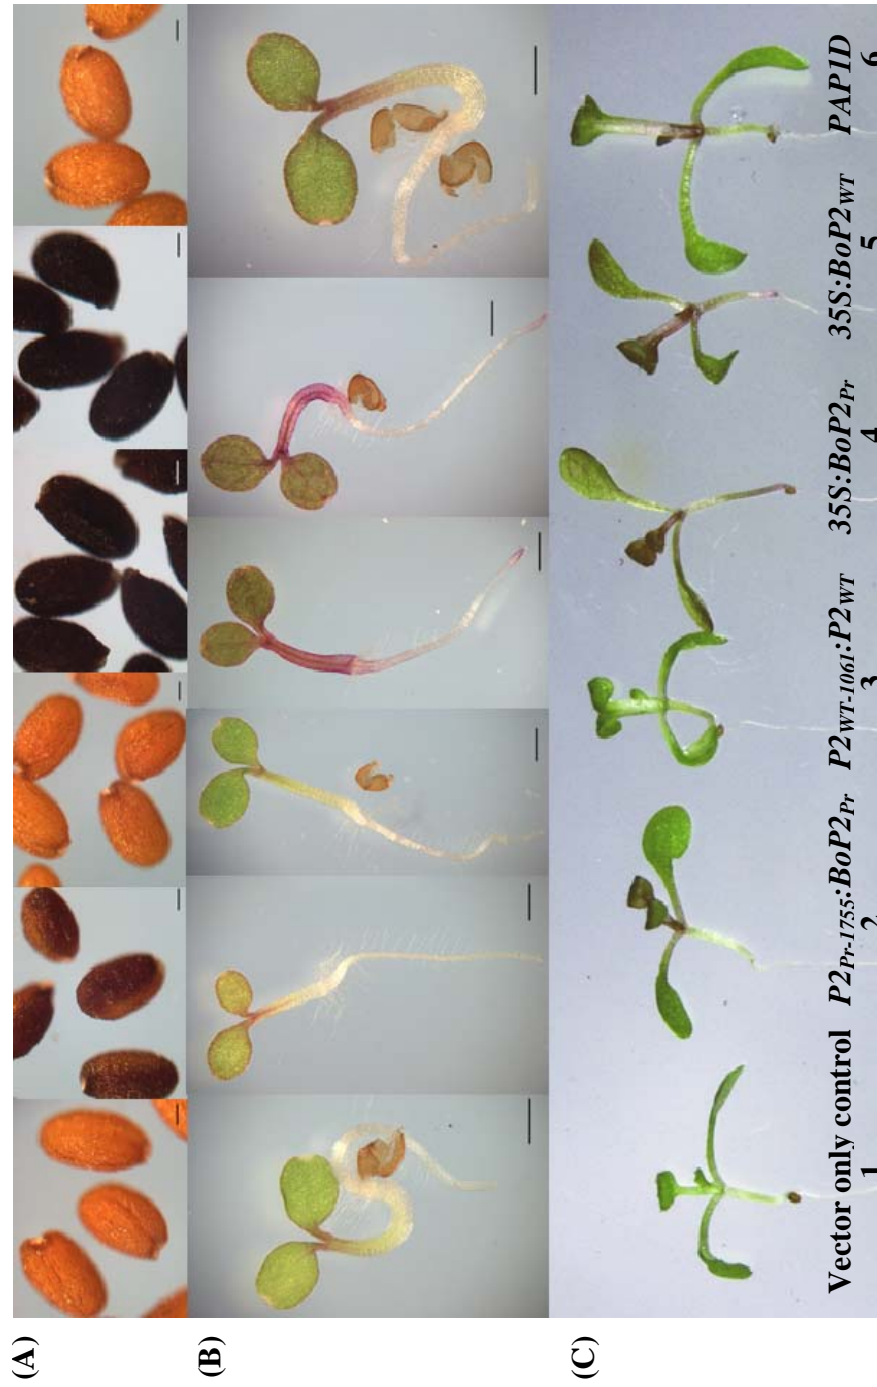 (A)
(B)
(C)
Vector only control P2Pr-1755:BoP2Pr P2WT-1061:P2WT 35S:BoP2Pr 35S:BoP2WT PAP1D
1 2 3 4 5 6